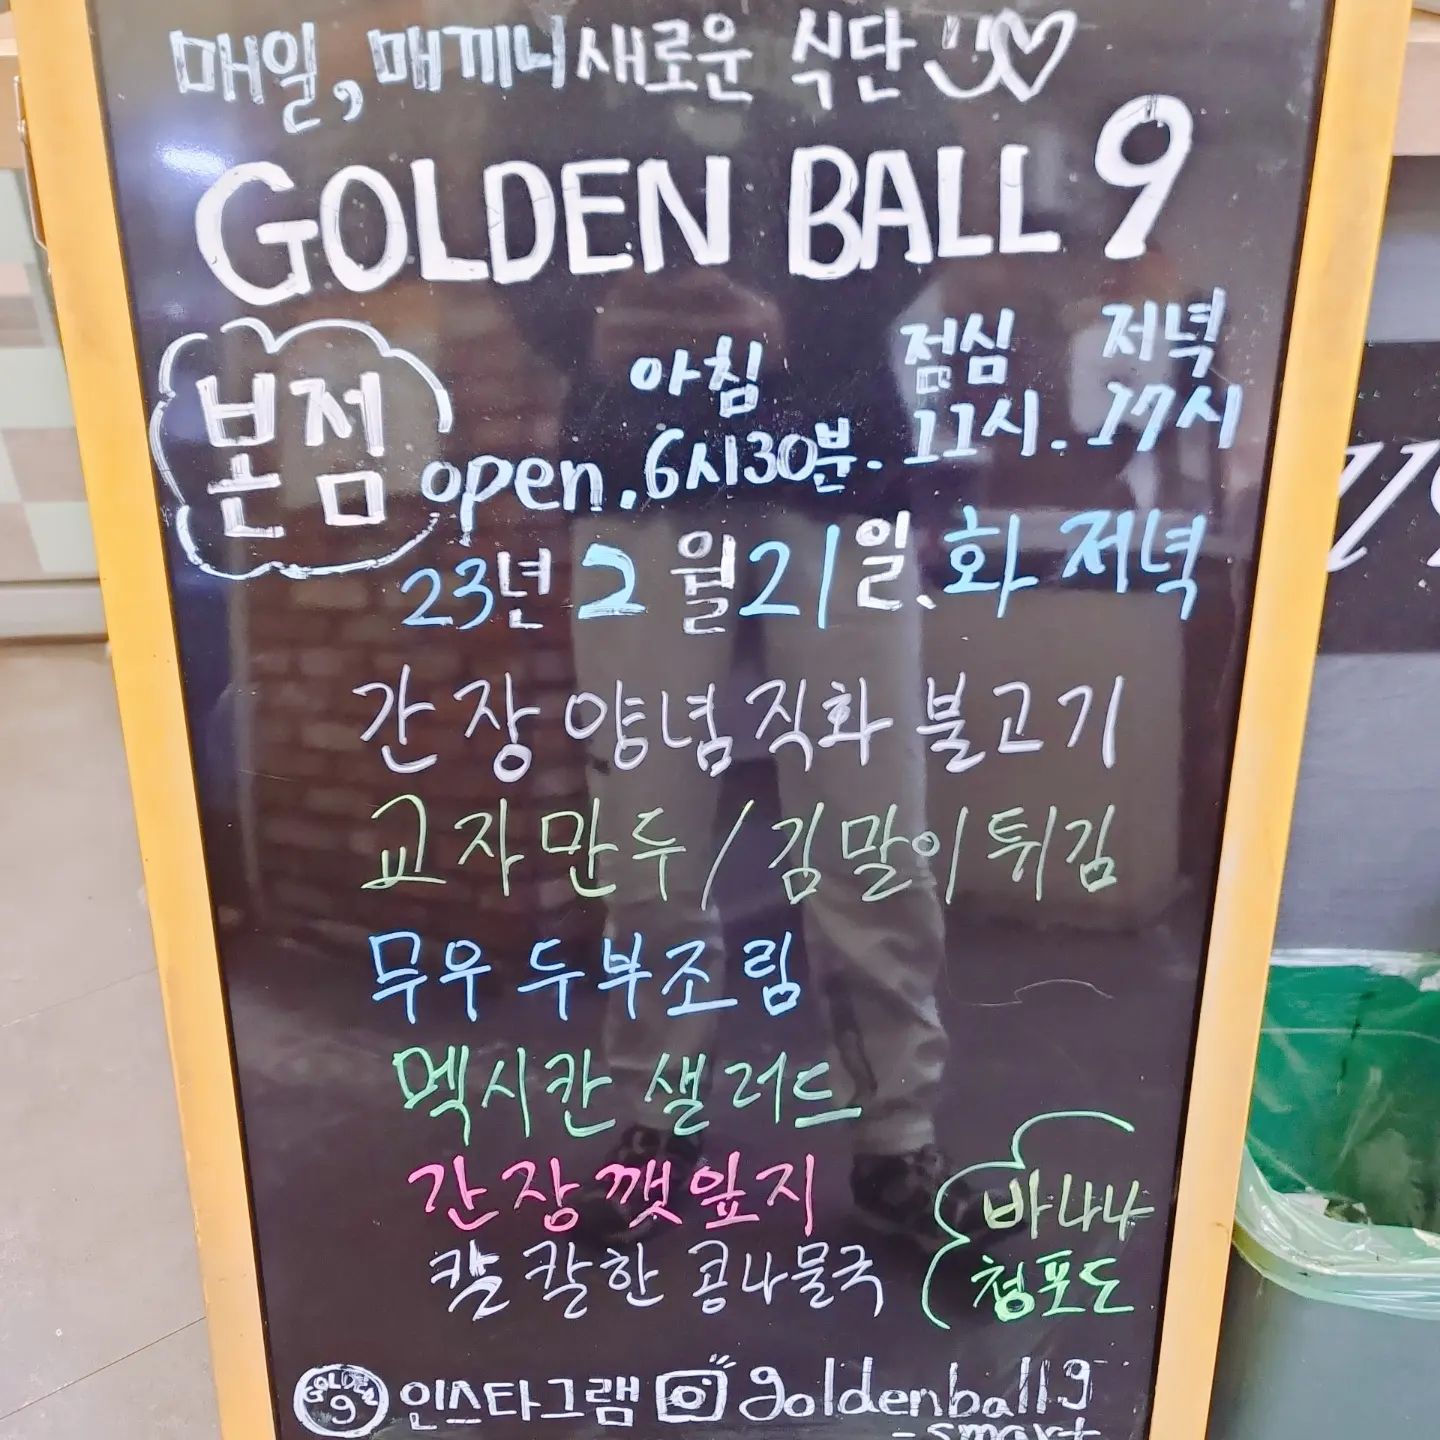 매일, 매끼니 새로운 식단
GOLDEN BALL 9
본점
아침 점심 저녁
open. 6시30분. 11시. 17시
23년 2월 21일. 화 저녁
간장양념직화 불고기
교자만두 / 김말이튀김
무우 두부조림
멕시칸 샐러드
간장깻잎지
칼칼한 콩나물국
바나나
청포도
GOLDEN 9 인스타그램 goldenball9
-smart